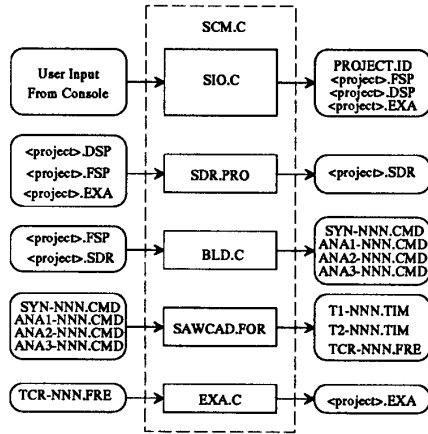 SCM.C
User Input
From Console
SIO.C
PROJECT.ID
<project>.FSP
<project>.DSP
<project>.EXA
<project>.DSP
<project>.FSP
<project>.EXA
SDR.PRO
<project>.SDR
<project>.FSP
<project>.SDR
BLD.C
SYN-NNN.CMD
ANA1-NNN.CMD
ANA2-NNN.CMD
ANA3-NNN.CMD
SYN-NNN.CMD
ANA1-NNN.CMD
ANA2-NNN.CMD
ANA3-NNN.CMD
SAWCAD.FOR
T1-NNN.TIM
T2-NNN.TIM
TCR-NNN.FRE
TCR-NNN.FRE
EXA.C
<project>.EXA